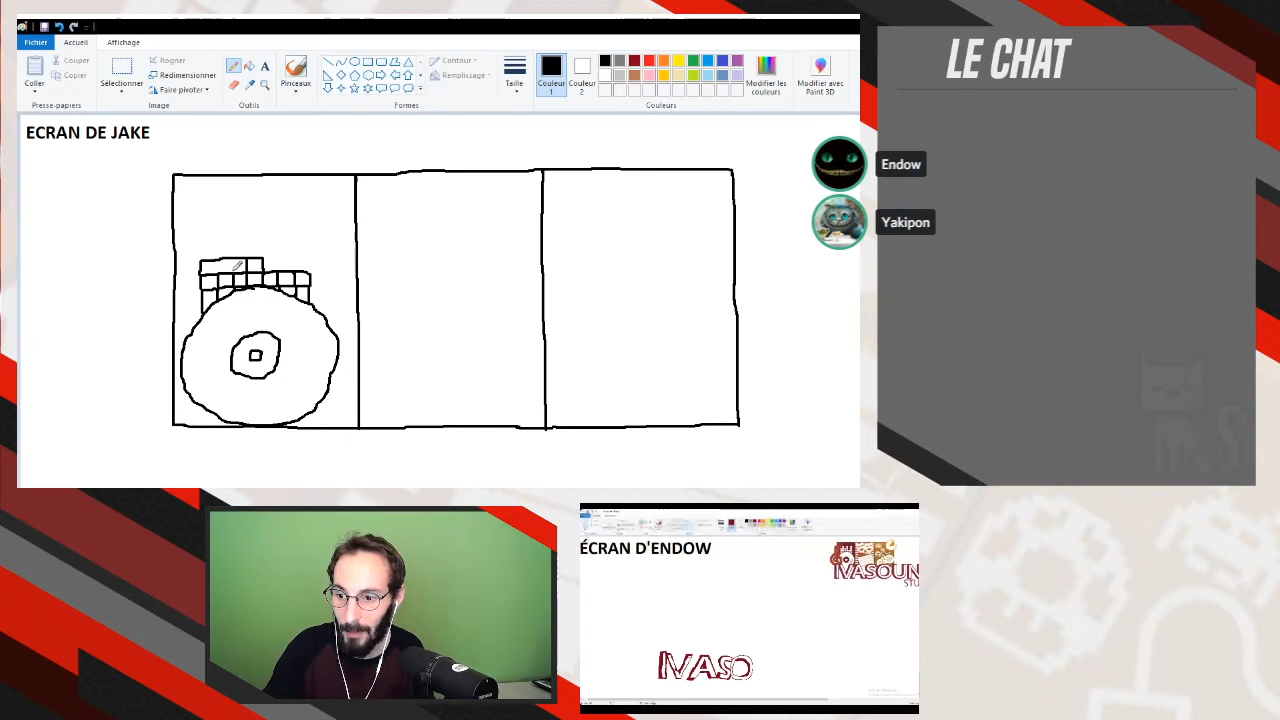 Fichier Accueil Affichage
Coller
Couper
Copier
Presse-papiers
Sélectionner
Rogner
Redimensionner
Faire pivoter
Image
A
Outils
Pinceaux
Contour
Remplissage
Formes
Taille
Couleur 1
Couleur 2
Modifier les couleurs
Couleurs
Modifier avec Paint 3D
LE CHAT
ECRAN DE JAKE
Endow
Yakipon
ÉCRAN D'ENDOW
IVASOUN
STU
IVASO